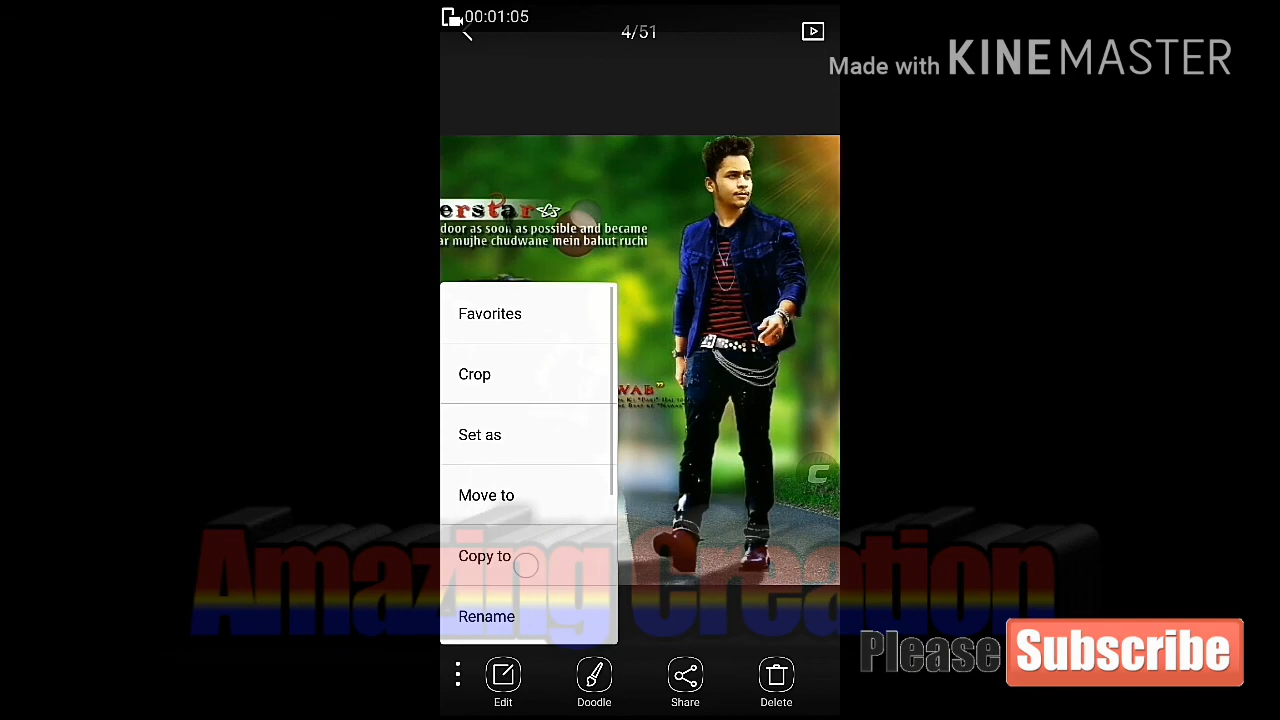 00:01:05
4/51
Made with KINEMASTER
erstar
door as soon as possible and became
ar mujhe chudwane mein bahut ruchi
Favorites
Crop
Set as
WAB"
Move to
Copy to
Rename
Amazing Creation
Please Subscribe
Edit
Doodle
Share
Delete